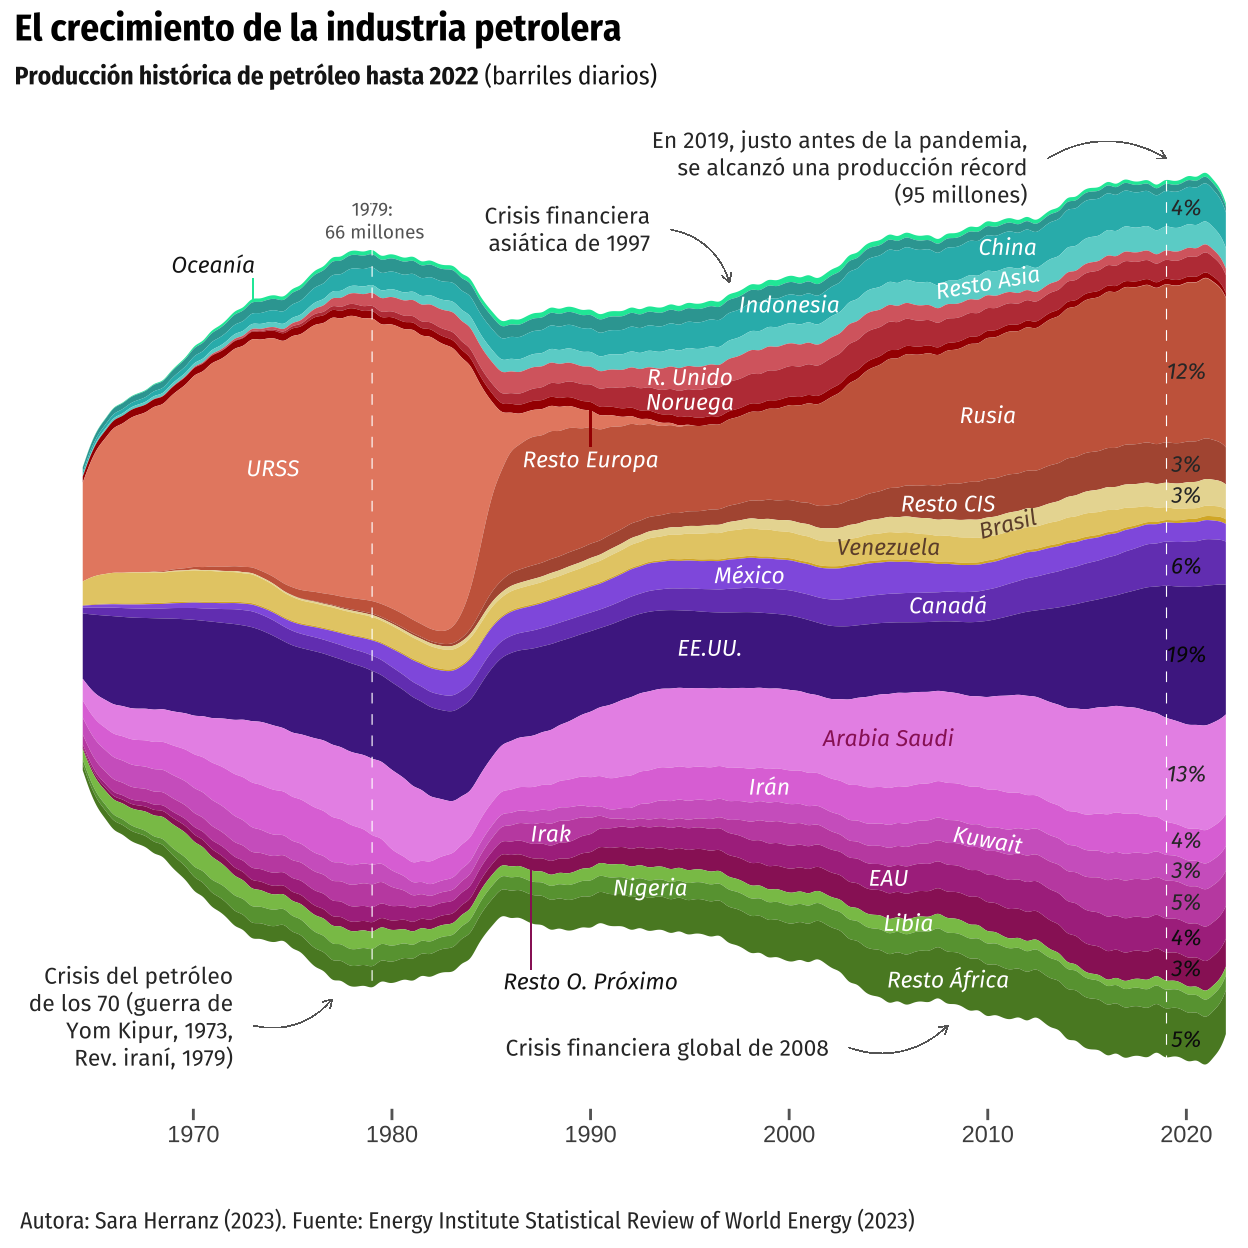 El crecimiento de la industria petrolera
Producción histórica de petróleo hasta 2022 (barriles diarios)
En 2019, justo antes de la pandemia,
se alcanzó una producción récord
(95 millones)
1979:
66 millones
Crisis financiera
asiática de 1997
Oceanía
4%
China
Resto Asia
Indonesia
12%
R. Unido
Noruega
Rusia
Resto Europa
URSS
3%
3%
Resto CIS
Brasil
Venezuela
México
6%
Canadá
EE.UU.
19%
Arabia Saudi
13%
Irán
Irak
Kuwait
4%
3%
EAU
5%
Nigeria
Libia
4%
3%
Resto O. Próximo
Resto África
5%
Crisis del petróleo
de los 70 (guerra de
Yom Kipur, 1973,
Rev. iraní, 1979)
Crisis financiera global de 2008
1970 1980 1990 2000 2010 2020
Autora: Sara Herranz (2023). Fuente: Energy Institute Statistical Review of World Energy (2023)